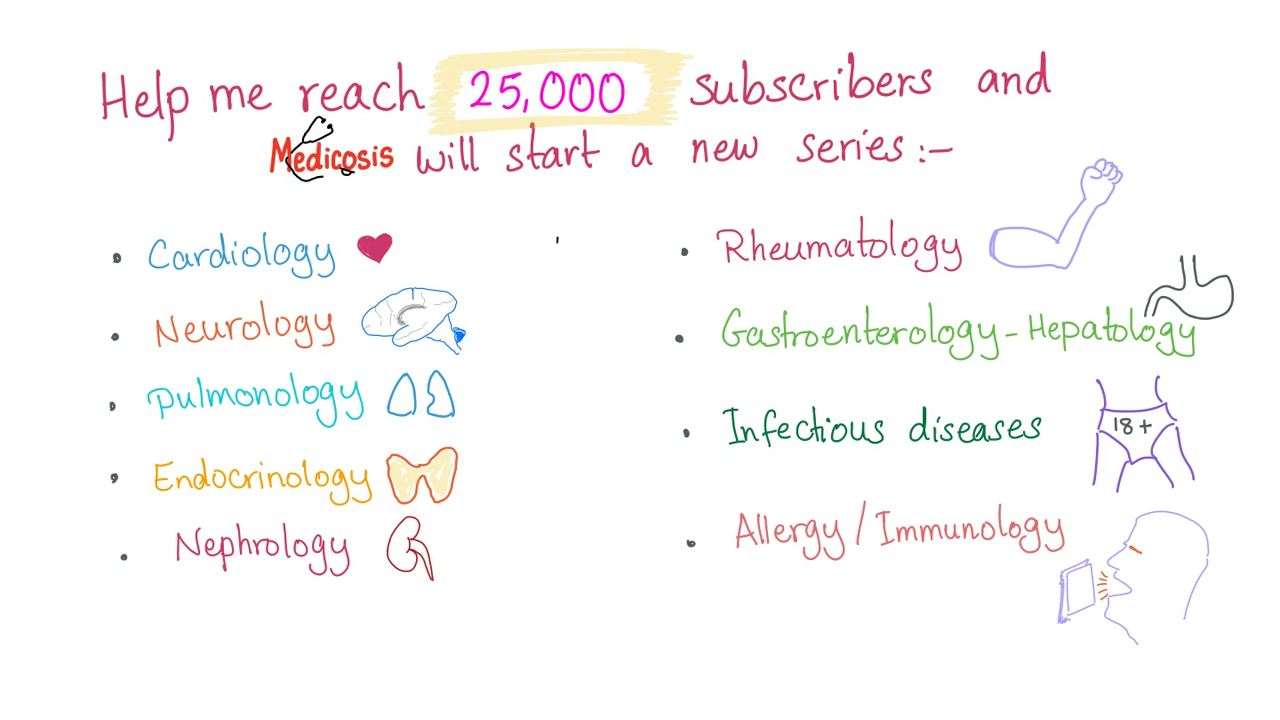 Help me reach 25,000 subscribers and
Medicosis will start a new series :-
• Cardiology
• Neurology
• Pulmonology
• Endocrinology
• Nephrology
• Rheumatology
• Gastroenterology - Hepatology
• Infectious diseases
18+
• Allergy / Immunology